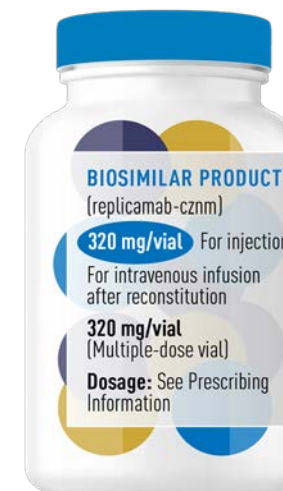 BIOSIMILAR PRODUCT
(replicamab-cznm)
320 mg/vial For injection
For intravenous infusion
after reconstitution
320 mg/vial
(Multiple-dose vial)
Dosage: See Prescribing
Information